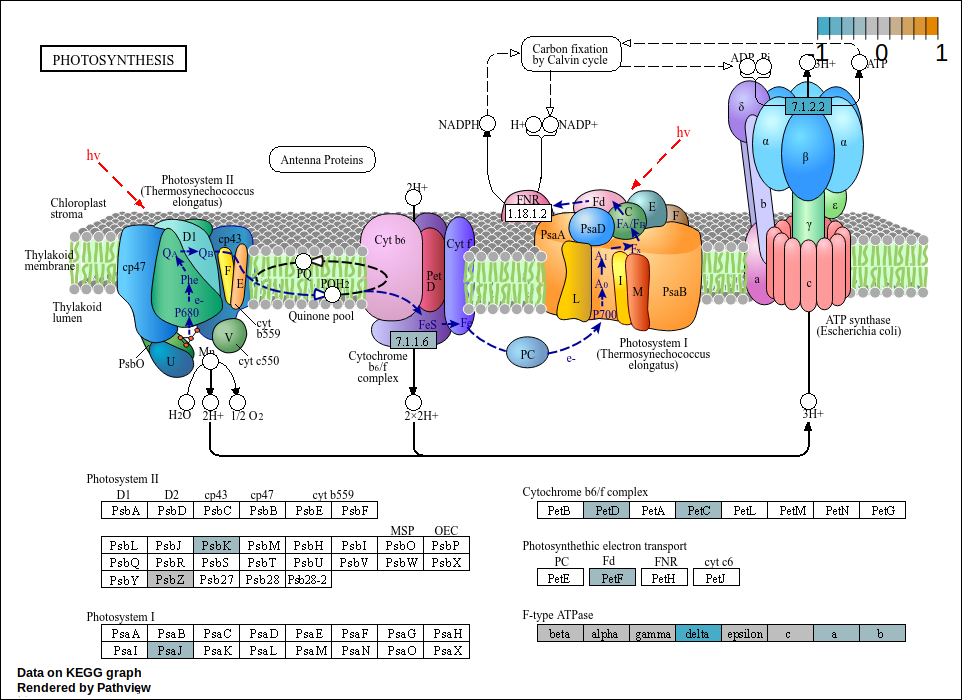 PHOTOSYNTHESIS
-1 0 1
Carbon fixation
by Calvin cycle
ADP Pi 3H+ ATP
NADPH H+ NADP+
7.1.2.2
δ α β α
hν
hν
Antenna Proteins
Photosystem II
(Thermosynechococcus
elongatus)
2H+
Chloroplast
stroma
FNR
1.18.1.2
Fd C E F
FA/FB
b γ ε
D1 cp43
Cyt b6 Cyt f
PsaA PsaD
Thylakoid
membrane
cp47 QA QB F E
PQ
PQH2
Pet
D
A1 Fx
A0
L I M PsaB
a c
Phe
e-
P680
Thylakoid
lumen
Quinone pool
FeS Fe
P700
ATP synthase
(Escherichia coli)
cyt
b559
V
cyt c550
Mn
PsbO U
7.1.1.6
Cytochrome
b6/f
complex
PC e-
Photosystem I
(Thermosynechococcus
elongatus)
H2O 2H+ 1/2 O2
2×2H+
3H+
Photosystem II
D1 D2 cp43 cp47 cyt b559
PsbA PsbD PsbC PsbB PsbE PsbF
MSP OEC
PsbL PsbJ PsbK PsbM PsbH PsbI PsbO PsbP
PsbQ PsbR PsbS PsbT PsbU PsbV PsbW PsbX
PsbY PsbZ Psb27 Psb28 Psb28-2
Photosystem I
PsaA PsaB PsaC PsaD PsaE PsaF PsaG PsaH
PsaI PsaJ PsaK PsaL PsaM PsaN PsaO PsaX
Cytochrome b6/f complex
PetB PetD PetA PetC PetL PetM PetN PetG
Photosynthethic electron transport
PC Fd FNR cyt c6
PetE PetF PetH PetJ
F-type ATPase
beta alpha gamma delta epsilon c a b
Data on KEGG graph
Rendered by Pathview